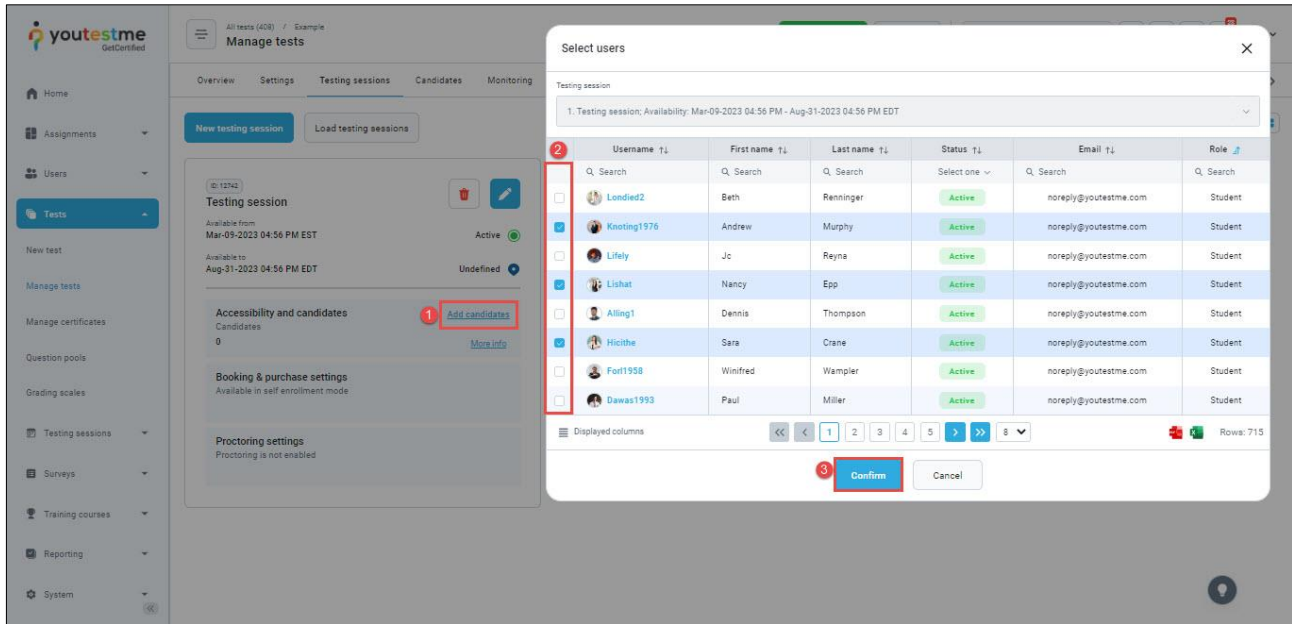 youtestme
GetCertified
Home
Assignments
Users
Tests
New test
Manage tests
Manage certificates
Question pools
Grading scales
Testing sessions
Surveys
Training courses
Reporting
System
All tests (409) / Example
Manage tests
Overview Settings Testing sessions Candidates Monitoring
New testing session Load testing sessions
ID: 12742
Testing session
Available from
Mar-09-2023 04:56 PM EST Active
Available to
Aug-31-2023 04:56 PM EDT Undefined
Accessibility and candidates 1 Add candidates
Candidates
0 More info
Booking & purchase settings
Available in self enrollment mode
Proctoring settings
Proctoring is not enabled
Select users
Testing session
1. Testing session; Availability: Mar-09-2023 04:56 PM - Aug-31-2023 04:56 PM EDT
2 Username First name Last name Status Email Role
Search Search Search Select one Search Search
Londied2 Beth Renninger Active noreply@youtestme.com Student
Knoting1976 Andrew Murphy Active noreply@youtestme.com Student
Lifely Jc Reyna Active noreply@youtestme.com Student
Lishat Nancy Epp Active noreply@youtestme.com Student
Alling1 Dennis Thompson Active noreply@youtestme.com Student
Hicithe Sara Crane Active noreply@youtestme.com Student
Forl1958 Winifred Wampler Active noreply@youtestme.com Student
Dawas1993 Paul Miller Active noreply@youtestme.com Student
Displayed columns 1 2 3 4 5 8 Rows: 715
3 Confirm Cancel